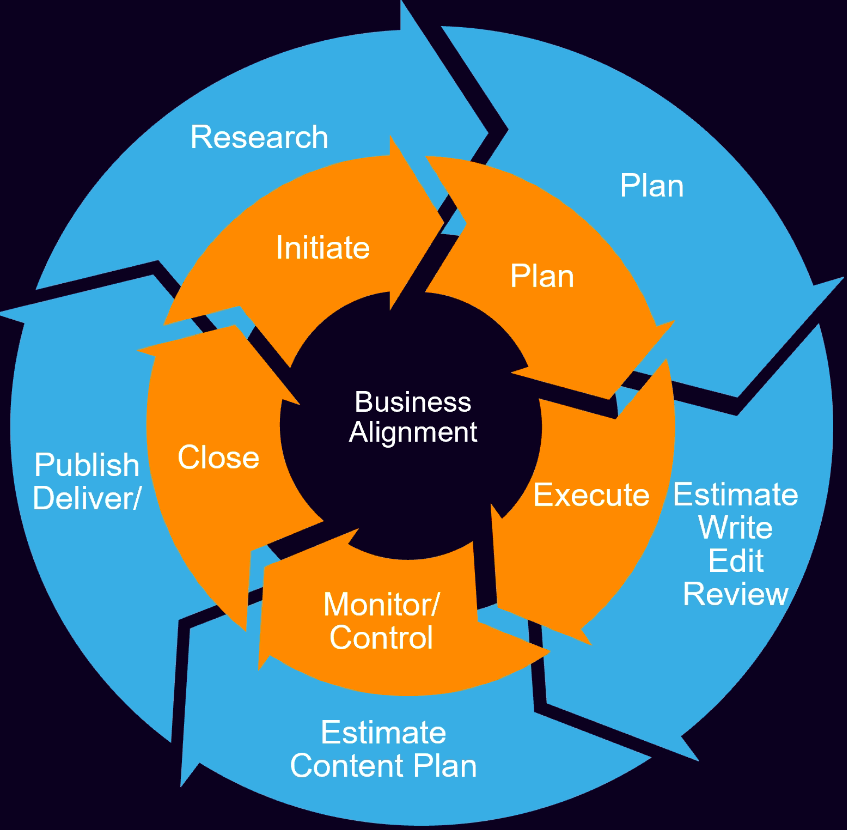 Research
Plan
Initiate
Plan
Business
Alignment
Close
Publish
Deliver/
Execute
Estimate
Write
Edit
Review
Monitor/
Control
Estimate
Content Plan